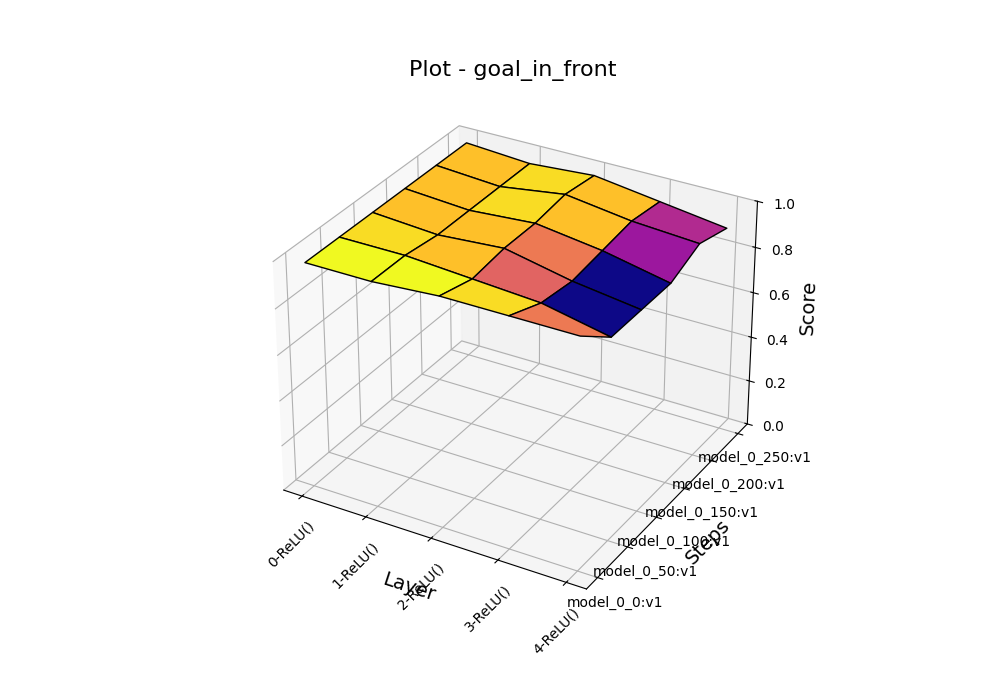 Plot - goal_in_front
1.0
0.8
0.6
0.4
0.2
0.0
Score
model_0_250:v1
model_0_200:v1
model_0_150:v1
model_0_100:v1
model_0_50:v1
model_0_0:v1
Steps
0-ReLU()
1-ReLU()
2-ReLU()
3-ReLU()
4-ReLU()
Layer